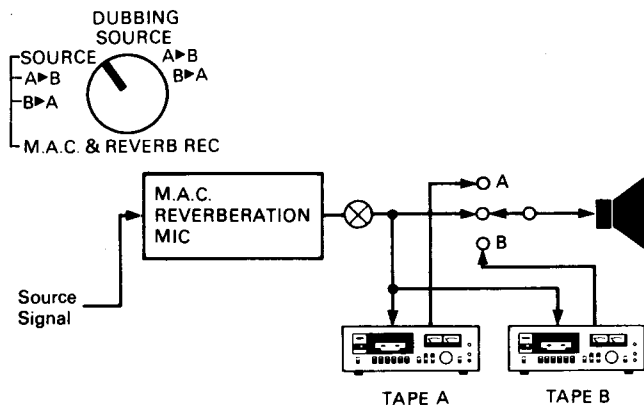 DUBBING
SOURCE
SOURCE
A▶B
B▶A
A▶B
B▶A
M.A.C. & REVERB REC
M.A.C.
REVERBERATION
MIC
A
B
Source
Signal
TAPE A
TAPE B